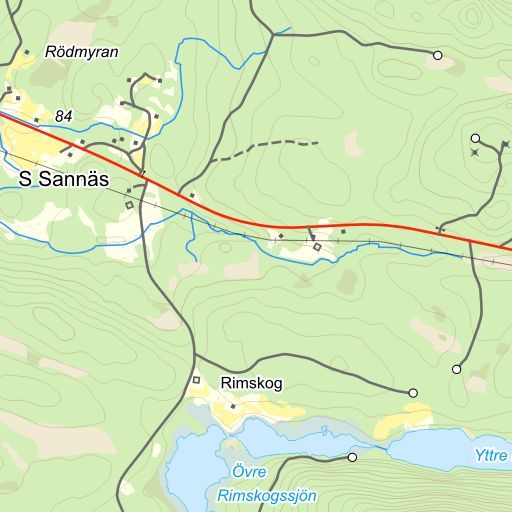 Rödmyran
84
S Sannäs
Rimskog
Övre
Rimskogssjön
Yttre